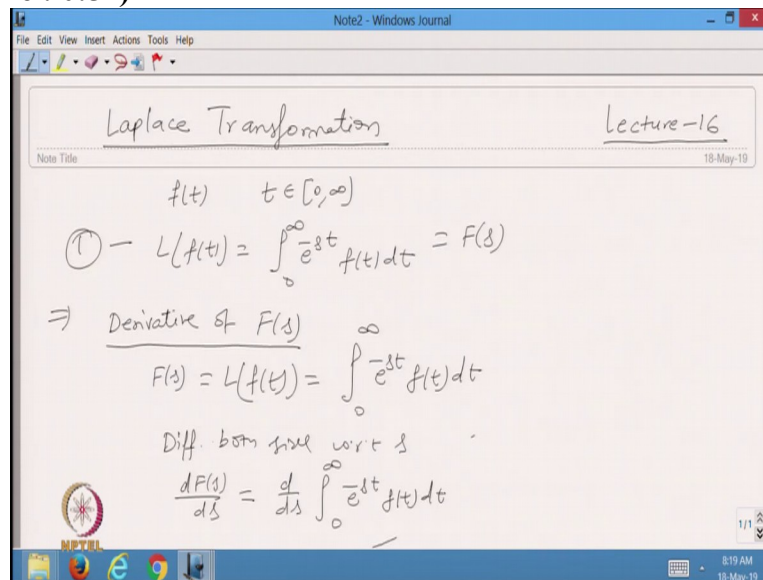 Note2 - Windows Journal
File Edit View Insert Actions Tools Help
Laplace Transformation Lecture-16
Note Title 18-May-19
f(t) t ∈ [0, ∞)
① - L(f(t)) = ∫₀^∞ e^{-st} f(t) dt = F(s)
⇒ Derivative of F(s)
F(s) = L(f(t)) = ∫₀^∞ e^{-st} f(t) dt
Diff. both side w.r.t s
dF(s)/ds = d/ds ∫₀^∞ e^{-st} f(t) dt
1/1
NPTEL
8:19 AM
18-May-19